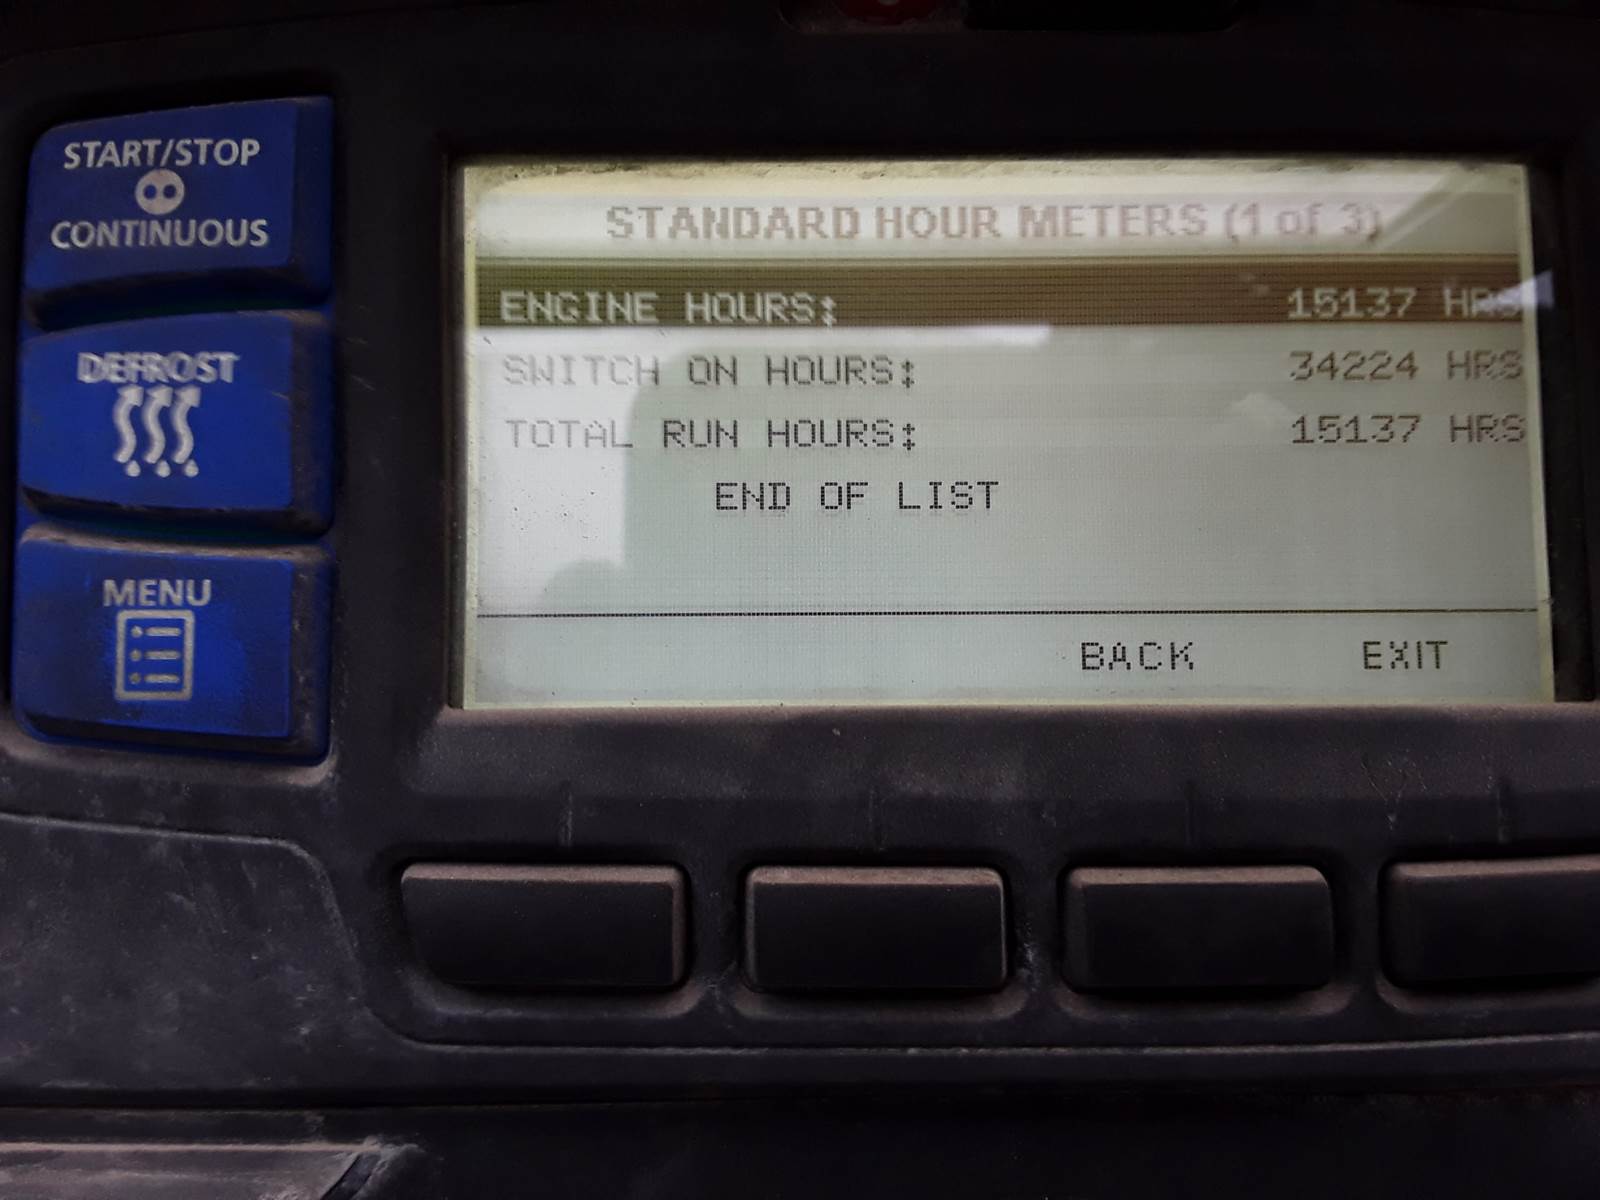 START/STOP
CONTINUOUS
DEFROST
MENU
STANDARD HOUR METERS (1 of 3)
ENGINE HOURS: 15137 HRS
SWITCH ON HOURS: 34224 HRS
TOTAL RUN HOURS: 15137 HRS
END OF LIST
BACK EXIT